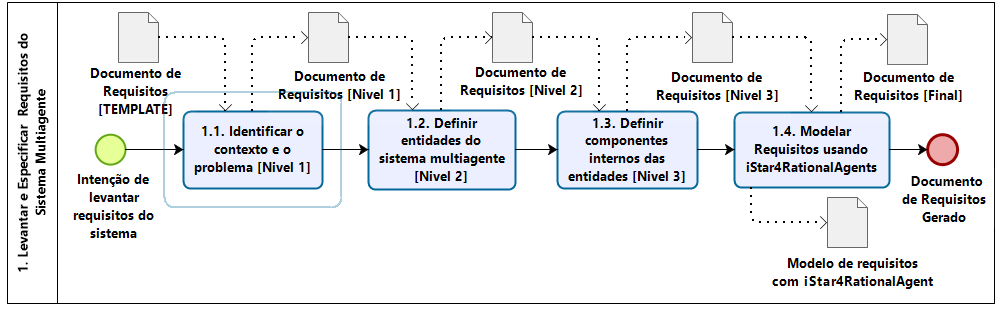 1. Levantar e Especificar Requisitos do
Sistema Multiagente
Documento de
Requisitos
[TEMPLATE]
Documento de
Requisitos [Nivel 1]
Documento de
Requisitos [Nivel 2]
Documento de
Requisitos [Nivel 3]
Documento de
Requisitos [Final]
Intenção de
levantar
requisitos do
sistema
1.1. Identificar o
contexto e o
problema [Nivel 1]
1.2. Definir
entidades do
sistema multiagente
[Nivel 2]
1.3. Definir
componentes
internos das
entidades [Nivel 3]
1.4. Modelar
Requisitos usando
iStar4RationalAgents
Documento
de Requisitos
Gerado
Modelo de requisitos
com iStar4RationalAgent